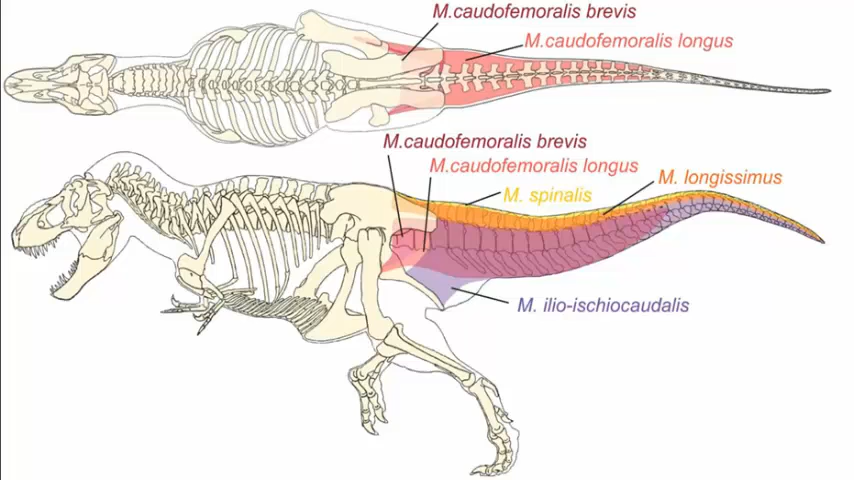 M.caudofemoralis brevis
M.caudofemoralis longus
M.caudofemoralis brevis
M.caudofemoralis longus
M. longissimus
M. spinalis
M. ilio-ischiocaudalis